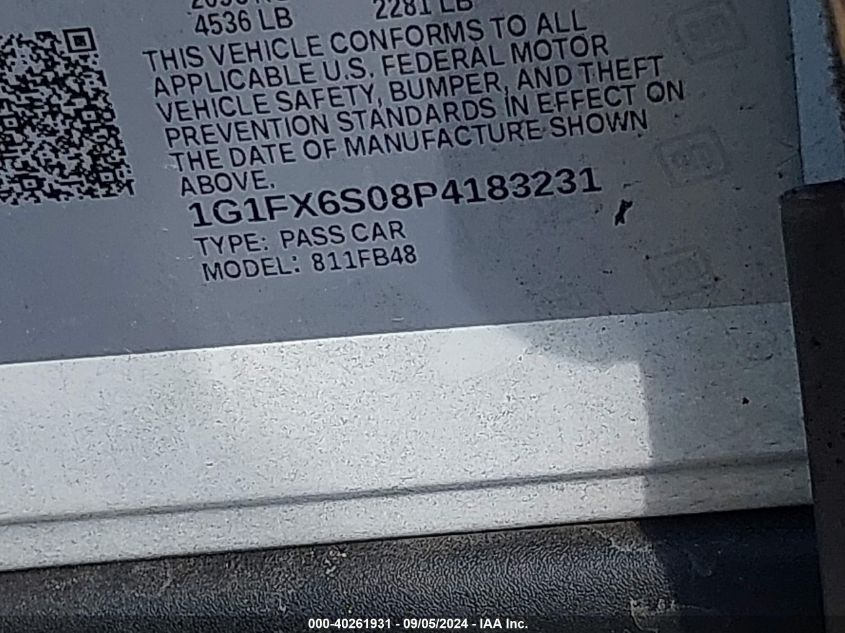 4536 LB 2281 LB
THIS VEHICLE CONFORMS TO ALL
APPLICABLE U.S. FEDERAL MOTOR
VEHICLE SAFETY, BUMPER, AND THEFT
PREVENTION STANDARDS IN EFFECT ON
THE DATE OF MANUFACTURE SHOWN
ABOVE.
1G1FX6S08P4183231
TYPE: PASS CAR
MODEL: 811FB48
000-40261931 - 09/05/2024 - IAA Inc.